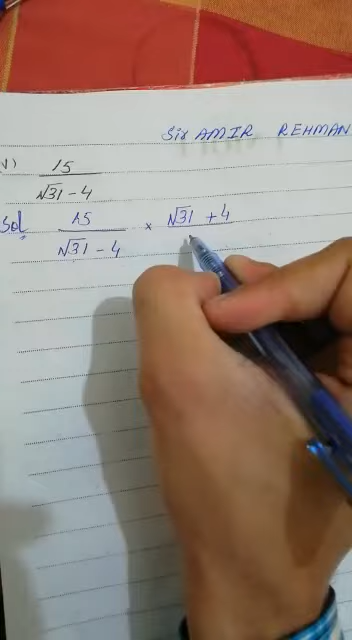 Sir AMIR REHMAN
V) 15
√31 - 4
Sol, 15 × √31 + 4
√31 - 4